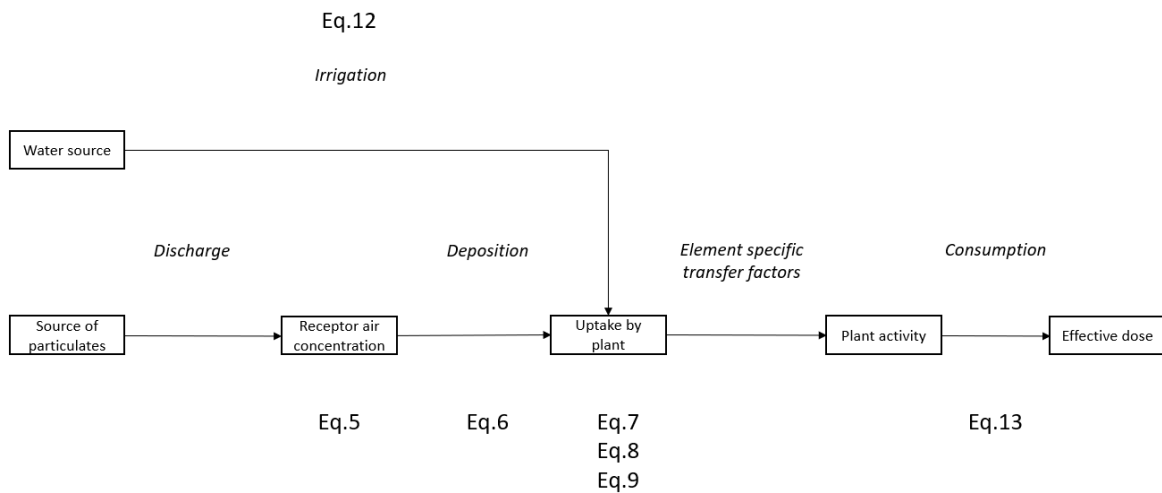 Eq.12
Irrigation
Water source
Discharge
Deposition
Element specific
transfer factors
Consumption
Source of
particulates
Receptor air
concentration
Uptake by
plant
Plant activity
Effective dose
Eq.5
Eq.6
Eq.7
Eq.8
Eq.9
Eq.13